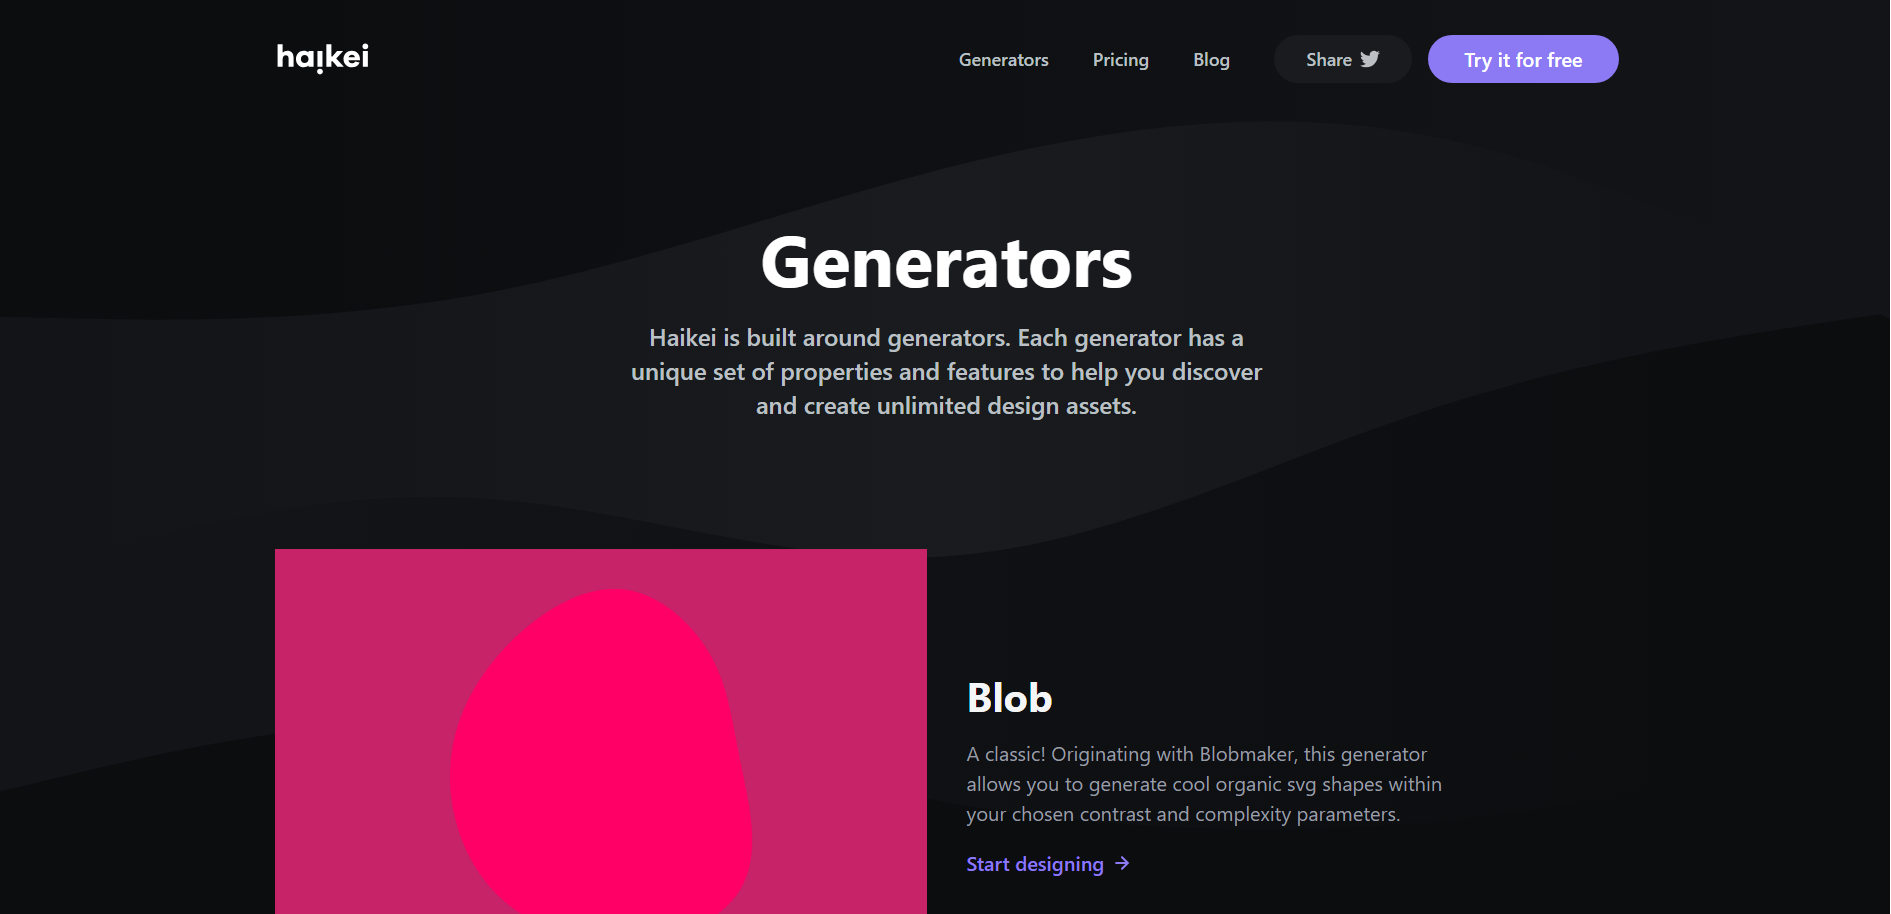 haikei
Generators
Pricing
Blog
Share
Try it for free
Generators
Haikei is built around generators. Each generator has a
unique set of properties and features to help you discover
and create unlimited design assets.
Blob
A classic! Originating with Blobmaker, this generator
allows you to generate cool organic svg shapes within
your chosen contrast and complexity parameters.
Start designing →